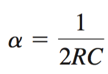 α = 1/(2RC)